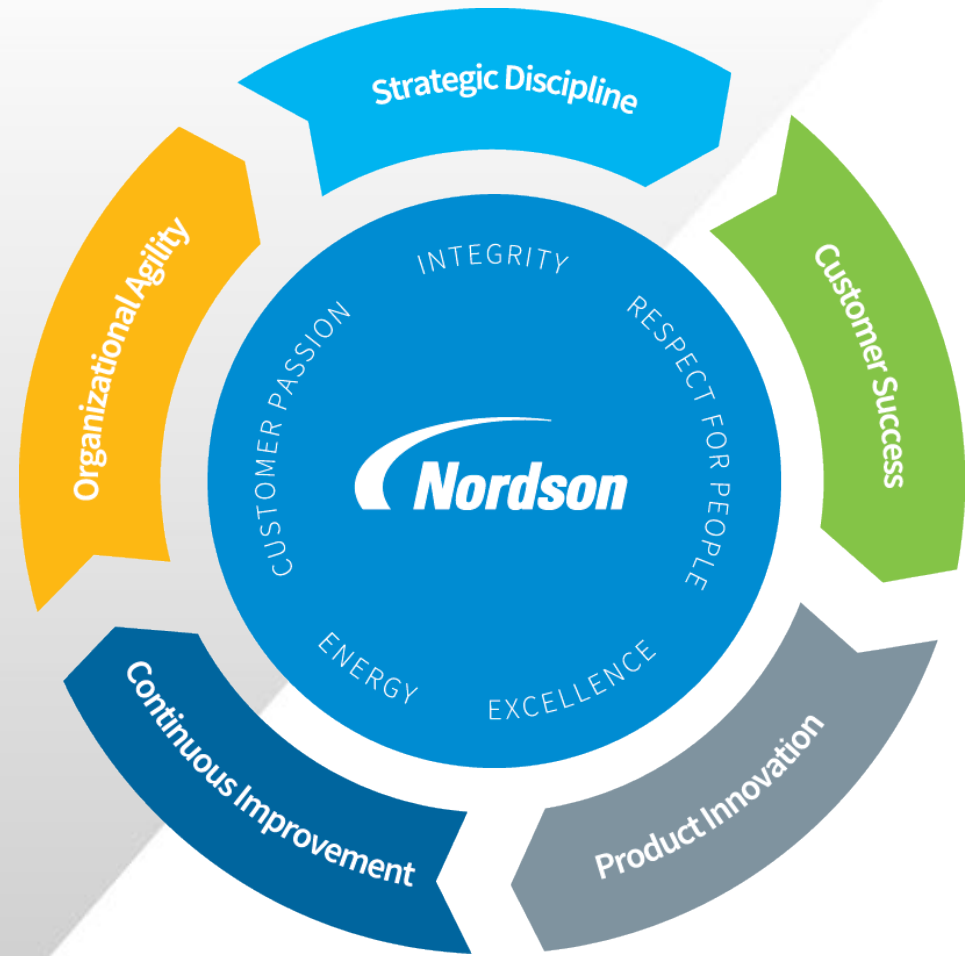 Strategic Discipline
Customer Success
Product Innovation
Continuous Improvement
Organizational Agility
INTEGRITY
RESPECT FOR PEOPLE
EXCELLENCE
ENERGY
CUSTOMER PASSION
Nordson